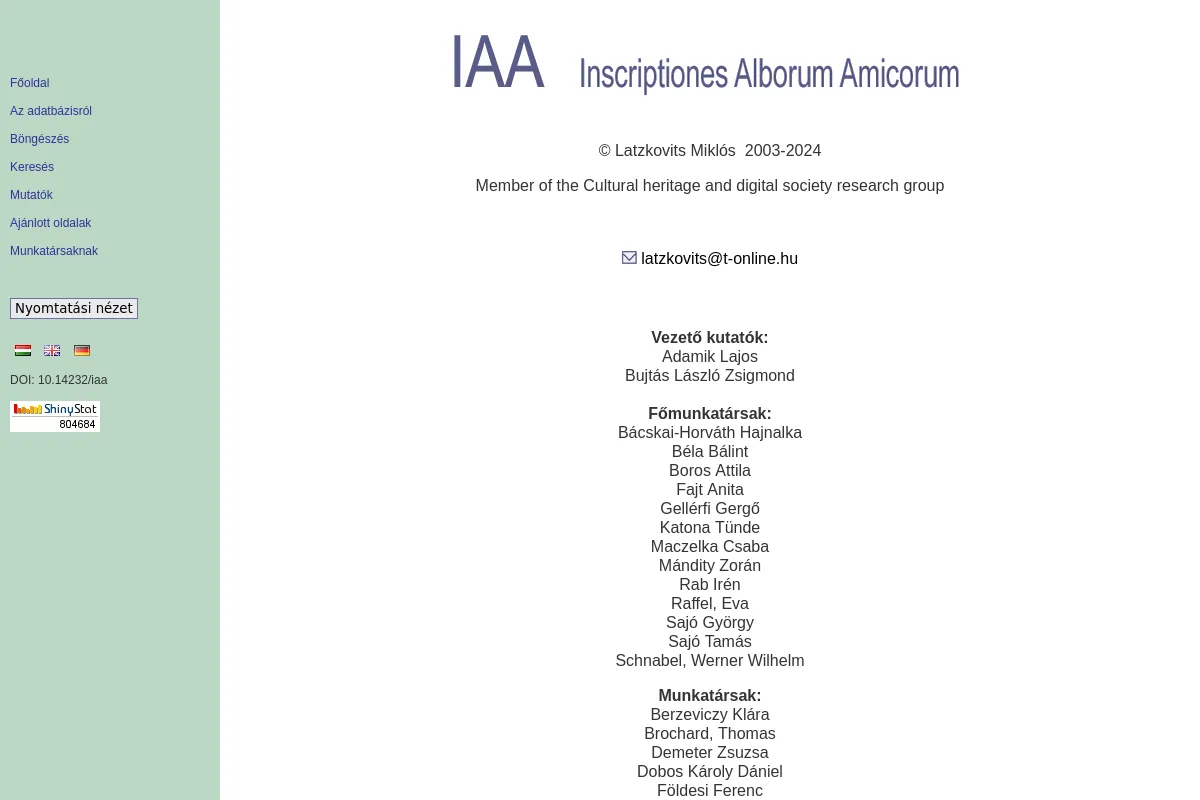 Főoldal
Az adatbázisról
Böngészés
Keresés
Mutatók
Ajánlott oldalak
Munkatársaknak
Nyomtatási nézet
DOI: 10.14232/iaa
ShinyStat
804684
IAA Inscriptiones Alborum Amicorum
© Latzkovits Miklós 2003-2024
Member of the Cultural heritage and digital society research group
latzkovits@t-online.hu
Vezető kutatók:
Adamik Lajos
Bujtás László Zsigmond
Főmunkatársak:
Bácskai-Horváth Hajnalka
Béla Bálint
Boros Attila
Fajt Anita
Gellérfi Gergő
Katona Tünde
Maczelka Csaba
Mándity Zorán
Rab Irén
Raffel, Eva
Sajó György
Sajó Tamás
Schnabel, Werner Wilhelm
Munkatársak:
Berzeviczy Klára
Brochard, Thomas
Demeter Zsuzsa
Dobos Károly Dániel
Földesi Ferenc